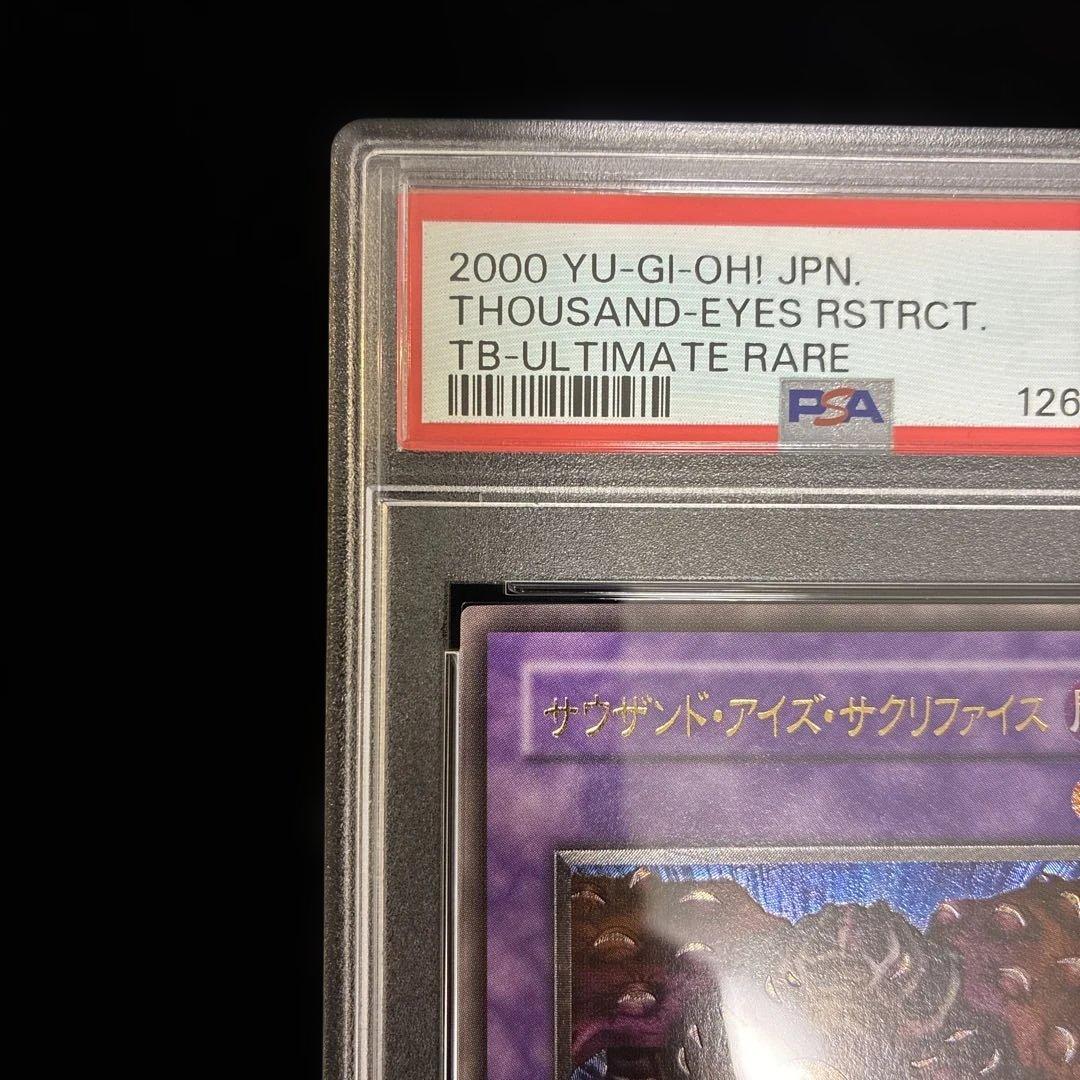 2000 YU-GI-OH! JPN.
THOUSAND-EYES RSTRCT.
TB-ULTIMATE RARE
PSA
126
サウザンド・アイズ・サクリファイス